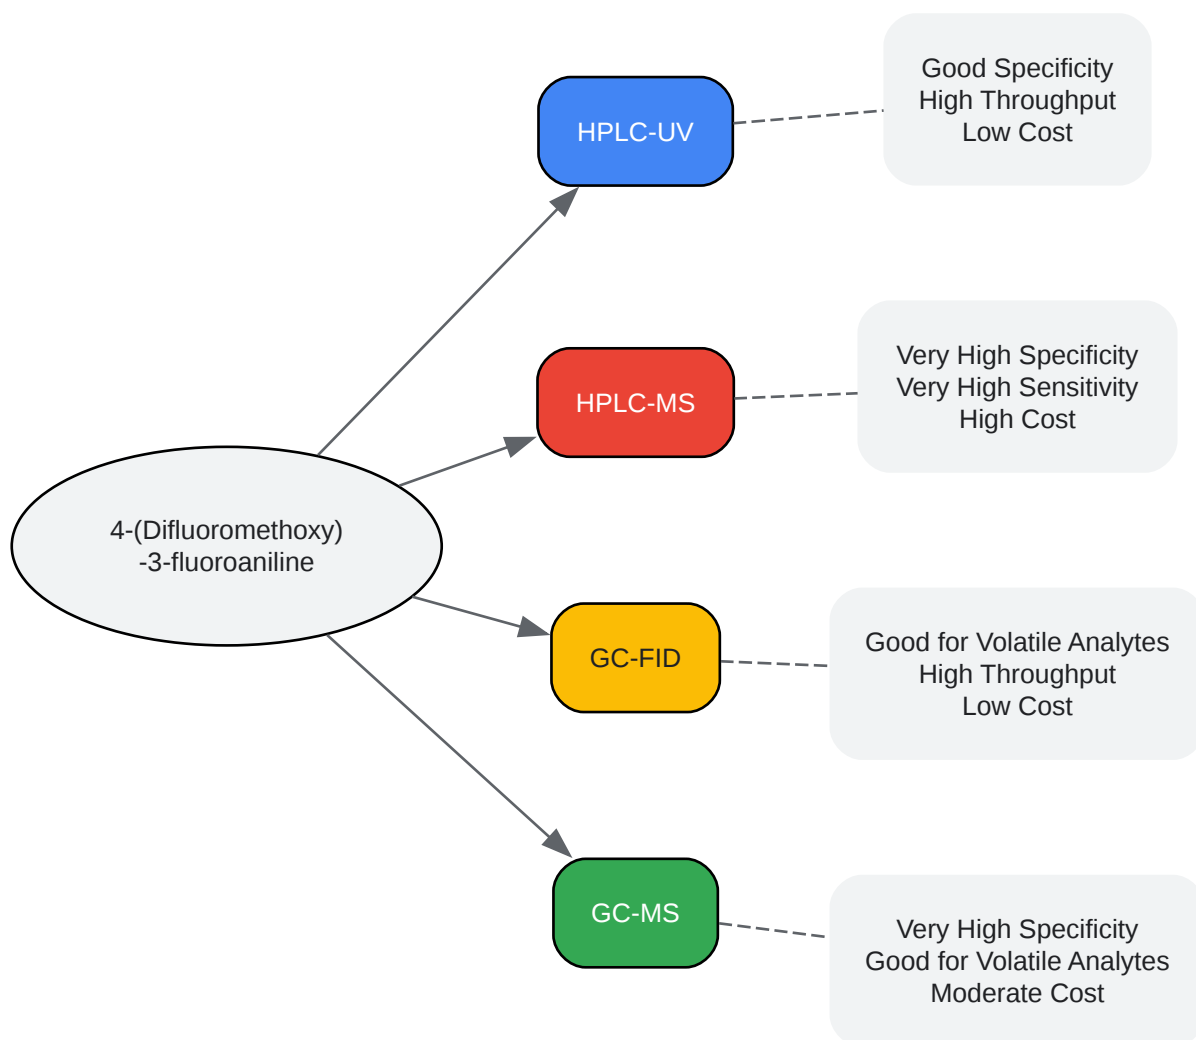 HPLC-UV
Good Specificity
High Throughput
Low Cost
HPLC-MS
Very High Specificity
Very High Sensitivity
High Cost
4-(Difluoromethoxy)
-3-fluoroaniline
GC-FID
Good for Volatile Analytes
High Throughput
Low Cost
GC-MS
Very High Specificity
Good for Volatile Analytes
Moderate Cost